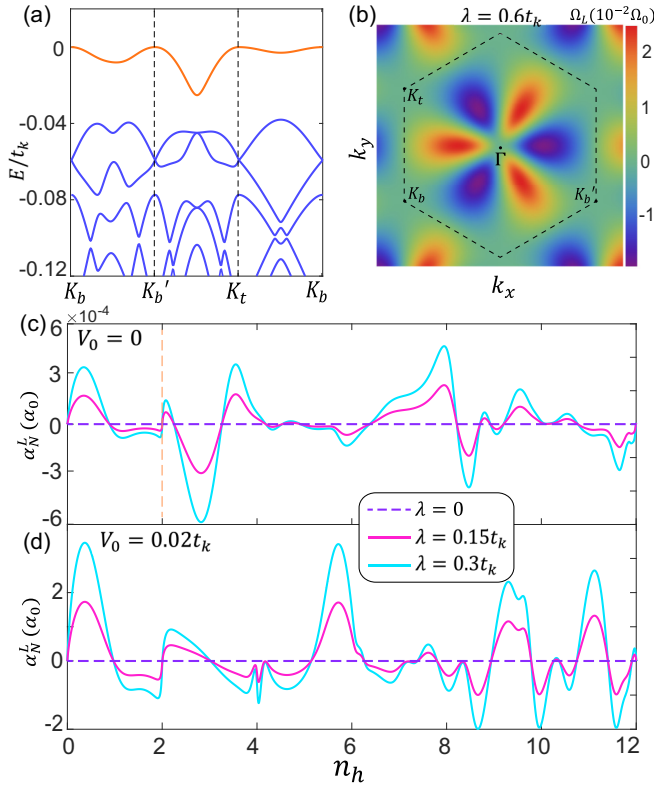 (a)
0
-0.04
-0.08
-0.12
E/t_k
K_b
K_b'
K_t
K_b
(b)
λ = 0.6t_k
Ω_L(10⁻²Ω_0)
K_t
Γ
K_b
K_b'
k_y
k_x
2
1
0
-1
(c)
×10⁻⁴
V_0 = 0
6
3
0
-3
-6
α_N^L(α_0)
λ = 0
λ = 0.15t_k
λ = 0.3t_k
(d)
V_0 = 0.02t_k
2
0
-2
α_N^L(α_0)
0
2
4
6
8
10
12
n_h